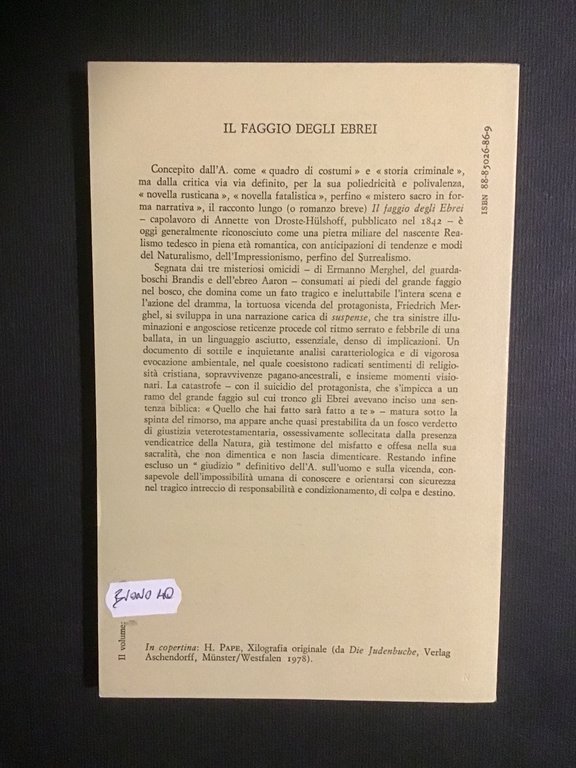 IL FAGGIO DEGLI EBREI
Concepito dall'A. come « quadro di costumi » e « storia criminale »,
ma dalla critica via via definito, per la sua poliedricità e polivalenza,
« novella rusticana », « novella fatalistica », perfino « mistero sacro in for-
ma narrativa », il racconto lungo (o romanzo breve) Il faggio degli Ebrei
– capolavoro di Annette von Droste-Hülshoff, pubblicato nel 1842 – è
oggi generalmente riconosciuto come una pietra miliare del nascente Rea-
lismo tedesco in piena età romantica, con anticipazioni di tendenze e modi
del Naturalismo, dell'Impressionismo, perfino del Surrealismo.
Segnata dai tre misteriosi omicidi – di Ermanno Merghel, del guarda-
boschi Brandis e dell'ebreo Aaron – consumati ai piedi del grande faggio
nel bosco, che domina come un fato tragico e ineluttabile l'intera scena e
l'azione del dramma, la tortuosa vicenda del protagonista, Friedrich Mer-
ghel, si sviluppa in una narrazione carica di suspense, che tra sinistre illu-
minazioni e angosciose reticenze procede col ritmo serrato e febbrile di una
ballata, in un linguaggio asciutto, essenziale, denso di implicazioni. Un
documento di sottile e inquietante analisi caratteriologica e di vigorosa
evocazione ambientale, nel quale coesistono radicati sentimenti di religio-
sità cristiana, sopravvivenze pagano-ancestrali, e insieme momenti visio-
nari. La catastrofe – con il suicidio del protagonista, che s'impicca a un
ramo del grande faggio sul cui tronco gli Ebrei avevano inciso una sen-
tenza biblica: « Quello che hai fatto sarà fatto a te » – matura sotto la
spinta del rimorso, ma appare anche quasi prestabilita da un fosco verdetto
di giustizia veterotestamentaria, ossessivamente sollecitata dalla presenza
vendicatrice della Natura, già testimone del misfatto e offesa nella sua
sacralità, che non dimentica e non lascia dimenticare. Restando infine
escluso un " giudizio " definitivo dell'A. sull'uomo e sulla vicenda, con-
sapevole dell'impossibilità umana di conoscere e orientarsi con sicurezza
nel tragico intreccio di responsabilità e condizionamento, di colpa e destino.
ISBN 88-85026-86-9
Il volume:
In copertina: H. PAPE, Xilografia originale (da Die Judenbuche, Verlag
Aschendorff, Münster/Westfalen 1978).